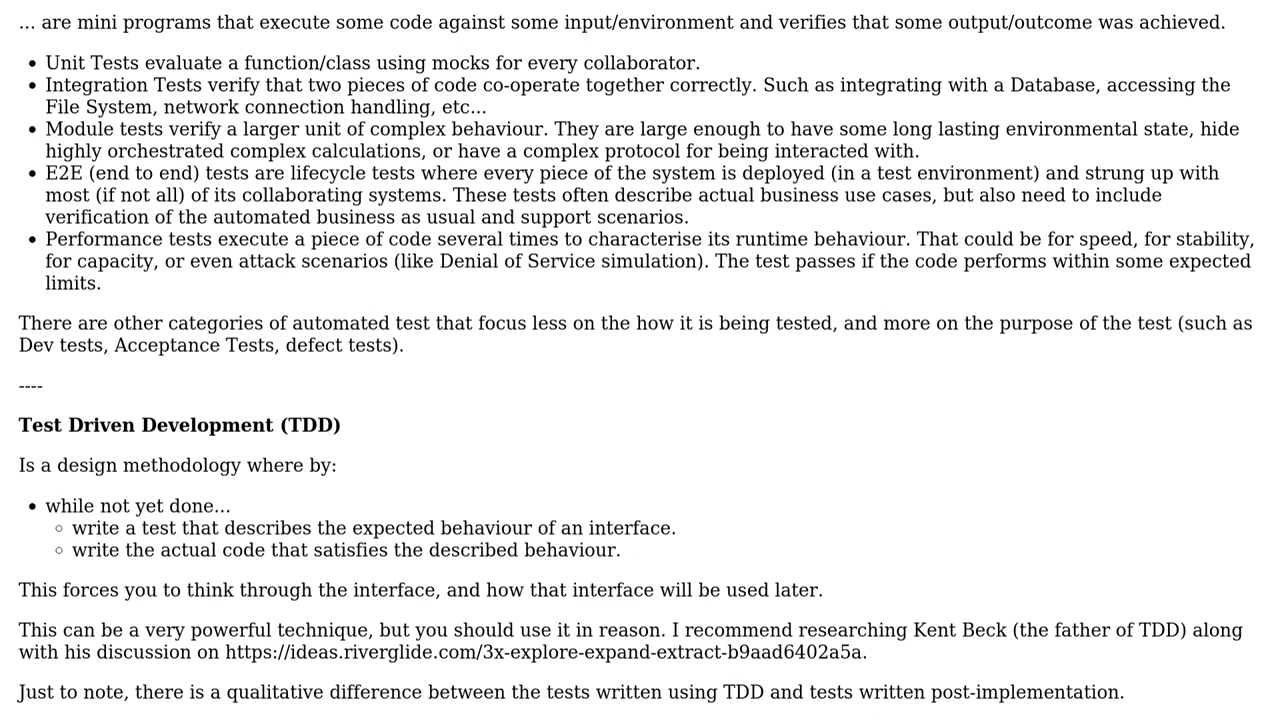 ... are mini programs that execute some code against some input/environment and verifies that some output/outcome was achieved.
• Unit Tests evaluate a function/class using mocks for every collaborator.
• Integration Tests verify that two pieces of code co-operate together correctly. Such as integrating with a Database, accessing the
File System, network connection handling, etc...
• Module tests verify a larger unit of complex behaviour. They are large enough to have some long lasting environmental state, hide
highly orchestrated complex calculations, or have a complex protocol for being interacted with.
• E2E (end to end) tests are lifecycle tests where every piece of the system is deployed (in a test environment) and strung up with
most (if not all) of its collaborating systems. These tests often describe actual business use cases, but also need to include
verification of the automated business as usual and support scenarios.
• Performance tests execute a piece of code several times to characterise its runtime behaviour. That could be for speed, for stability,
for capacity, or even attack scenarios (like Denial of Service simulation). The test passes if the code performs within some expected
limits.
There are other categories of automated test that focus less on the how it is being tested, and more on the purpose of the test (such as
Dev tests, Acceptance Tests, defect tests).
----
Test Driven Development (TDD)
Is a design methodology where by:
• while not yet done...
◦ write a test that describes the expected behaviour of an interface.
◦ write the actual code that satisfies the described behaviour.
This forces you to think through the interface, and how that interface will be used later.
This can be a very powerful technique, but you should use it in reason. I recommend researching Kent Beck (the father of TDD) along
with his discussion on https://ideas.riverglide.com/3x-explore-expand-extract-b9aad6402a5a.
Just to note, there is a qualitative difference between the tests written using TDD and tests written post-implementation.